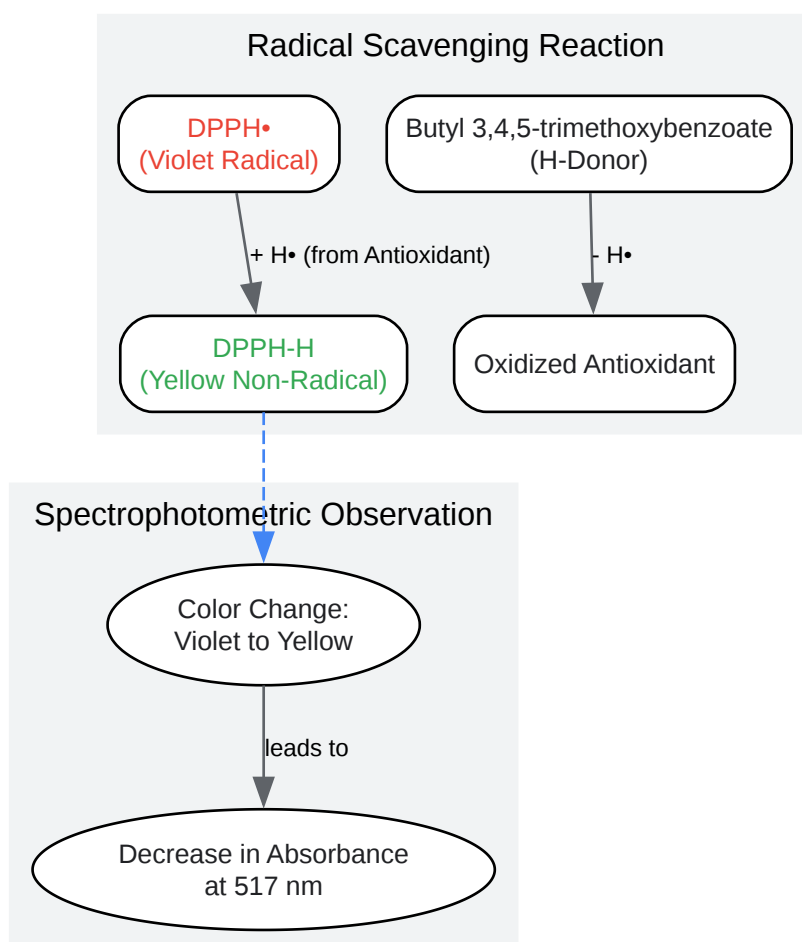 Radical Scavenging Reaction
DPPH•
(Violet Radical)
Butyl 3,4,5-trimethoxybenzoate
(H-Donor)
+ H• (from Antioxidant)
- H•
DPPH-H
(Yellow Non-Radical)
Oxidized Antioxidant
Spectrophotometric Observation
Color Change:
Violet to Yellow
leads to
Decrease in Absorbance
at 517 nm